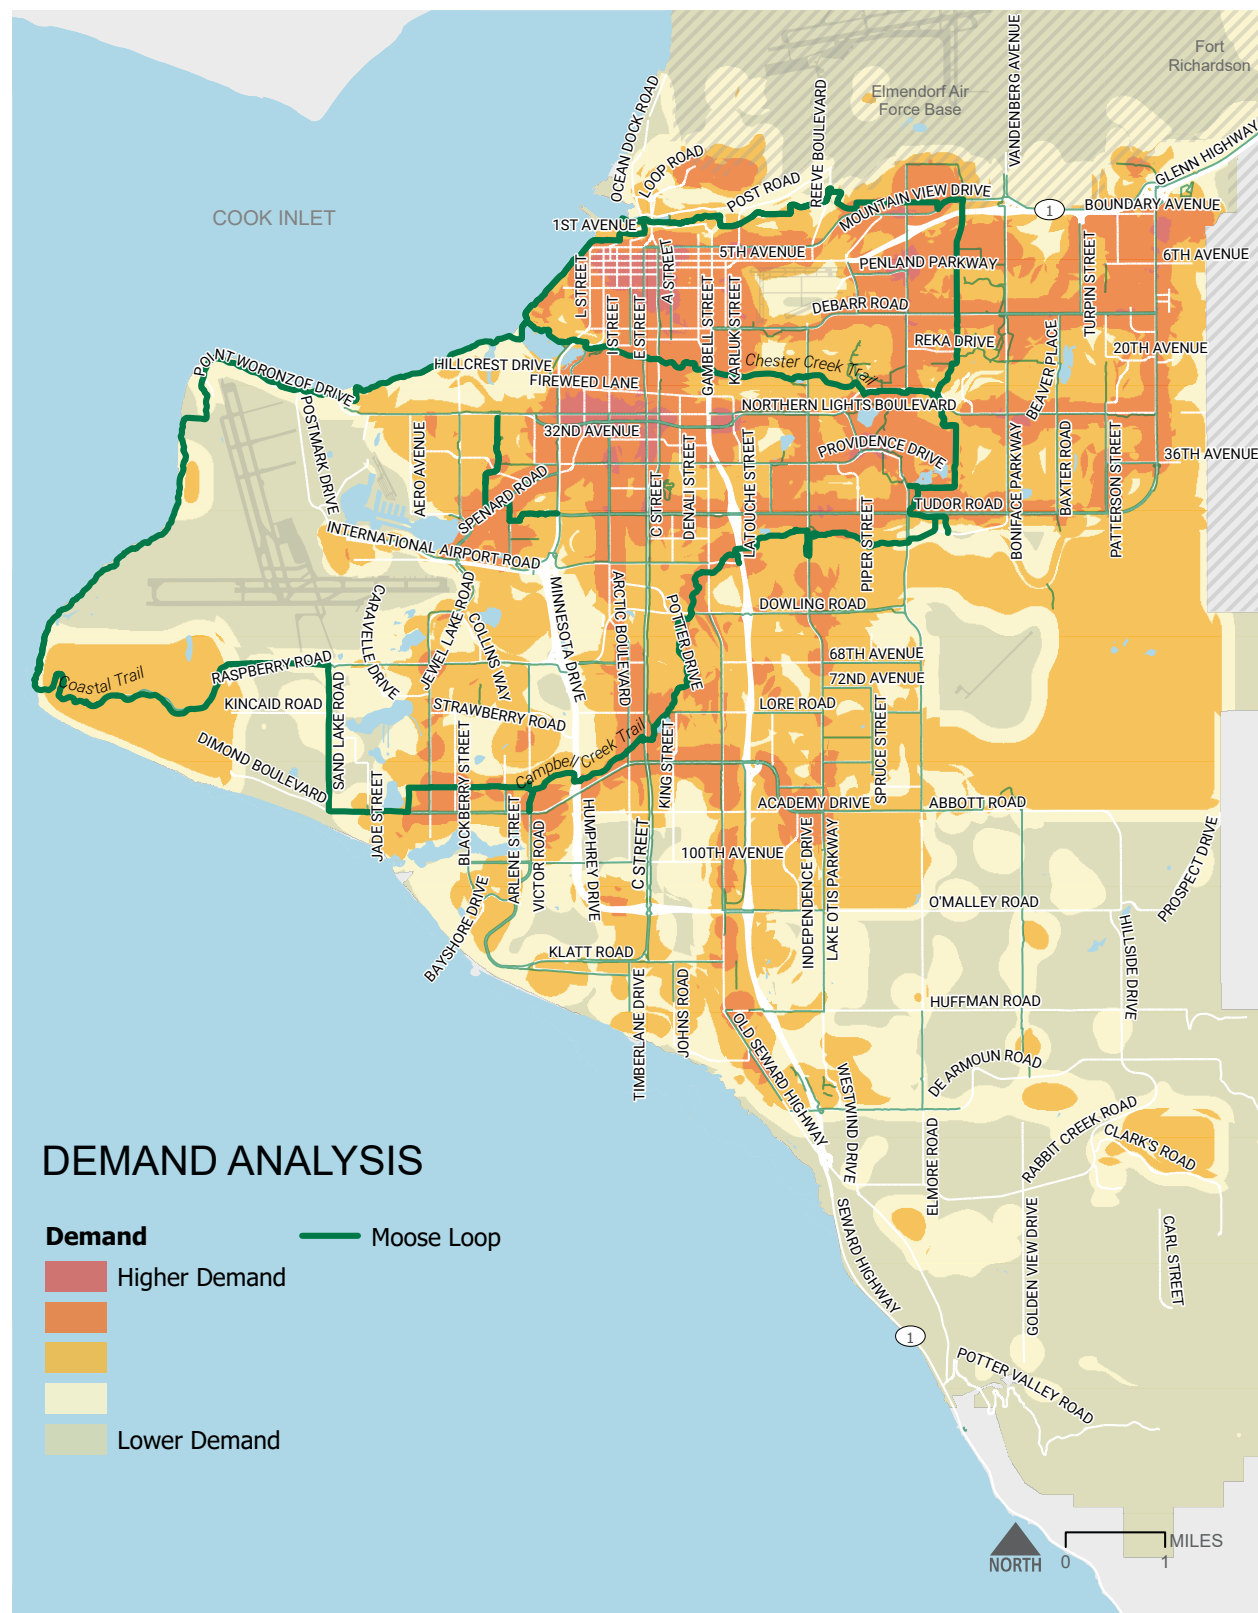 Fort
Richardson
Elmendorf Air
Force Base
VANDENBERG AVENUE
OCEAN DOCK ROAD
LOOP ROAD
REEVE BOULEVARD
GLENN HIGHWAY
POST ROAD
MOUNTAIN VIEW DRIVE
COOK INLET
1
BOUNDARY AVENUE
1ST AVENUE
5TH AVENUE
6TH AVENUE
A STREET
L STREET
PENLAND PARKWAY
TURPIN STREET
I STREET
E STREET
GAMBELL STREET
KARLUK STREET
DEBARR ROAD
REKA DRIVE
BEAVER PLACE
20TH AVENUE
HILLCREST DRIVE
Chester Creek Trail
POINT WORONZOF DRIVE
FIREWEED LANE
POSTMARK DRIVE
NORTHERN LIGHTS BOULEVARD
AERO AVENUE
32ND AVENUE
PROVIDENCE DRIVE
BONIFACE PARKWAY
BAXTER ROAD
PATTERSON STREET
36TH AVENUE
SPENARD ROAD
C STREET
DENALI STREET
LATOUCHE STREET
PIPER STREET
TUDOR ROAD
INTERNATIONAL AIRPORT ROAD
CARAVELLE DRIVE
JEWEL LAKE ROAD
COLLINS WAY
MINNESOTA DRIVE
ARCTIC BOULEVARD
POTTER DRIVE
DOWLING ROAD
68TH AVENUE
72ND AVENUE
Coastal Trail
RASPBERRY ROAD
KINCAID ROAD
SAND LAKE ROAD
STRAWBERRY ROAD
LORE ROAD
SPRUCE STREET
DIMOND BOULEVARD
BLACKBERRY STREET
Campbell Creek Trail
KING STREET
JADE STREET
ARLENE STREET
VICTOR ROAD
HUMPHREY DRIVE
C STREET
ACADEMY DRIVE
ABBOTT ROAD
100TH AVENUE
INDEPENDENCE DRIVE
LAKE OTIS PARKWAY
PROSPECT DRIVE
BAYSHORE DRIVE
O'MALLEY ROAD
HILLSIDE DRIVE
KLATT ROAD
TIMBERLANE DRIVE
JOHNS ROAD
HUFFMAN ROAD
OLD SEWARD HIGHWAY
DE ARMOUN ROAD
WESTWIND DRIVE
ELMORE ROAD
RABBIT CREEK ROAD
CLARK'S ROAD
SEWARD HIGHWAY
GOLDEN VIEW DRIVE
CARL STREET
1
POTTER VALLEY ROAD
DEMAND ANALYSIS
Demand
Moose Loop
Higher Demand
Lower Demand
NORTH
0
1
MILES